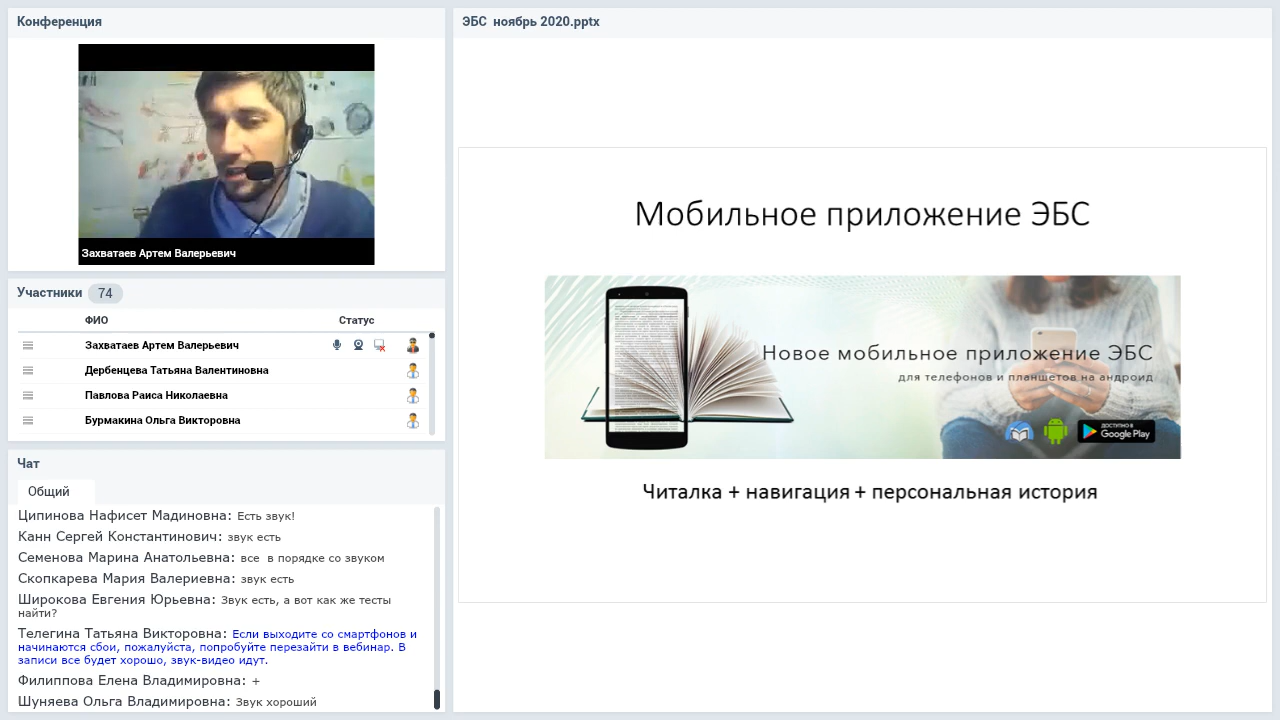 Конференция
Захватаев Артем Валерьевич
Участники 74
ФИО Статус
Захватаев Артем Валерьевич
Дербенцева Татьяна Валентиновна
Павлова Раиса Николаевна
Бурмакина Ольга Викторовна
Чат
Общий
Ципинова Нафисет Мадиновна: Есть звук!
Канн Сергей Константинович: звук есть
Семенова Марина Анатольевна: все в порядке со звуком
Скопкарева Мария Валериевна: звук есть
Широкова Евгения Юрьевна: Звук есть, а вот как же тесты
найти?
Телегина Татьяна Викторовна: Если выходите со смартфонов и
начинаются сбои, пожалуйста, попробуйте перезайти в вебинар. В
записи все будет хорошо, звук-видео идут.
Филиппова Елена Владимировна: +
Шуняева Ольга Владимировна: Звук хороший
ЭБС ноябрь 2020.pptx
Мобильное приложение ЭБС
Новое мобильное приложение ЭБС
для телефонов и планшетов на андроид
ДОСТУПНО В
Google Play
Читалка + навигация + персональная история